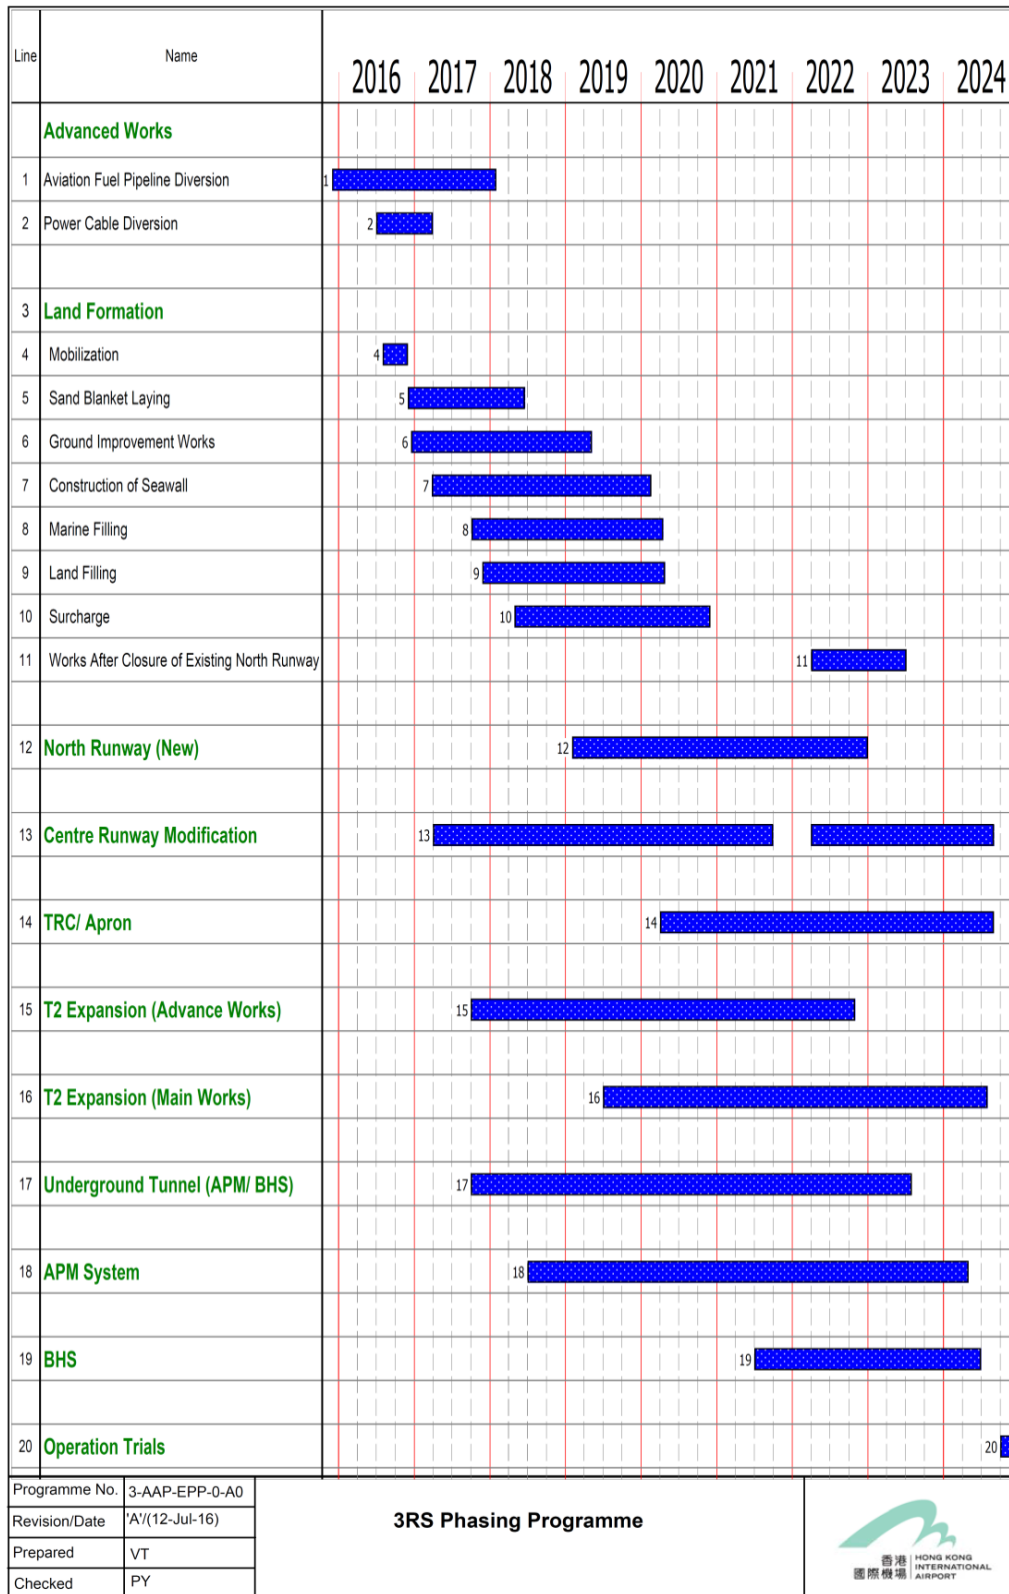 Line Name 2016 2017 2018 2019 2020 2021 2022 2023 2024
Advanced Works
1 Aviation Fuel Pipeline Diversion 1
2 Power Cable Diversion 2
3 Land Formation
4 Mobilization 4
5 Sand Blanket Laying 5
6 Ground Improvement Works 6
7 Construction of Seawall 7
8 Marine Filling 8
9 Land Filling 9
10 Surcharge 10
11 Works After Closure of Existing North Runway 11
12 North Runway (New) 12
13 Centre Runway Modification 13
14 TRC/ Apron 14
15 T2 Expansion (Advance Works) 15
16 T2 Expansion (Main Works) 16
17 Underground Tunnel (APM/ BHS) 17
18 APM System 18
19 BHS 19
20 Operation Trials 20
Programme No. 3-AAP-EPP-0-A0
Revision/Date 'A'/(12-Jul-16)
Prepared VT
Checked PY
3RS Phasing Programme
香港
國際機場
HONG KONG
INTERNATIONAL
AIRPORT